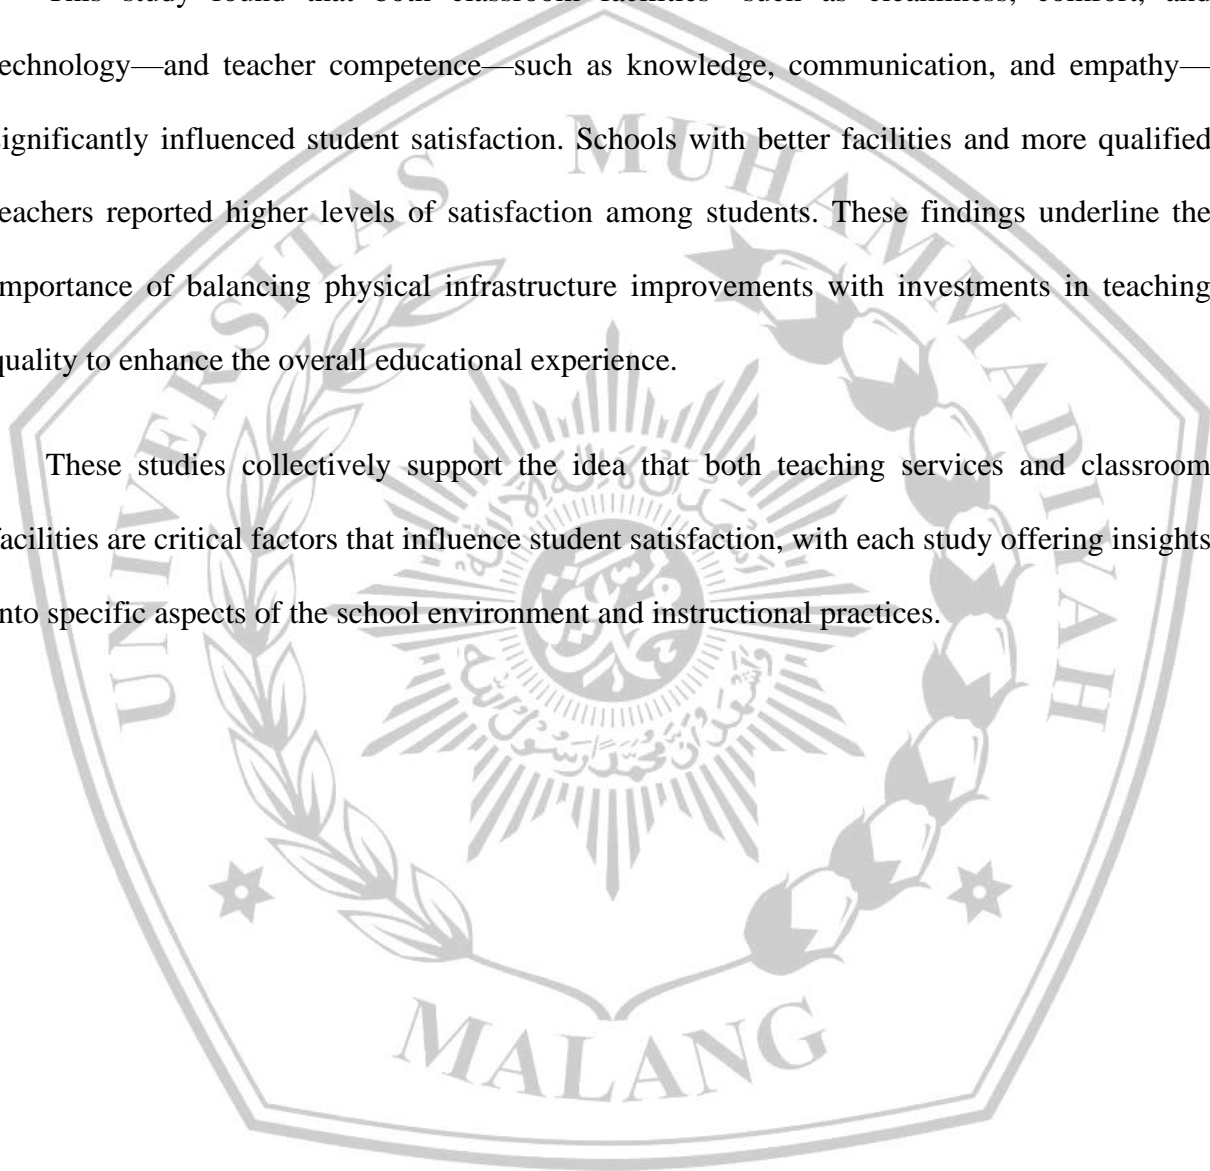 This study found that both classroom facilities—such as cleanliness, comfort, and
echnology—and teacher competence—such as knowledge, communication, and empathy—
ignificantly influenced student satisfaction. Schools with better facilities and more qualified
eachers reported higher levels of satisfaction among students. These findings underline the
mportance of balancing physical infrastructure improvements with investments in teaching
quality to enhance the overall educational experience.
These studies collectively support the idea that both teaching services and classroom
facilities are critical factors that influence student satisfaction, with each study offering insights
nto specific aspects of the school environment and instructional practices.
UNIVERSITAS MUHAMMADIYAH
MALANG